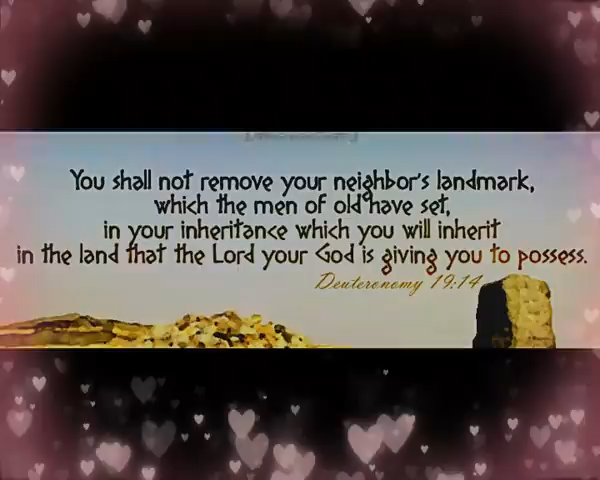 You shall not remove your neighbor's landmark,
which the men of old have set,
in your inheritance which you will inherit
in the land that the Lord your God is giving you to possess.
Deuteronomy 19:14